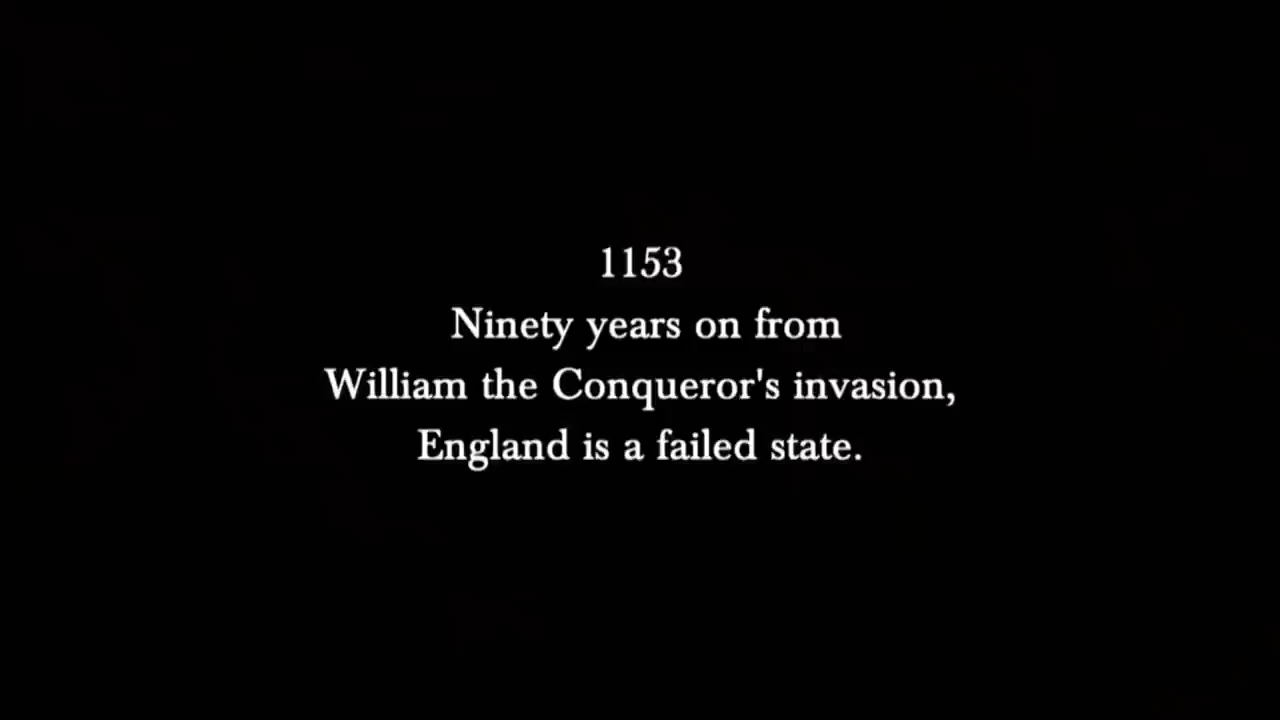 1153
Ninety years on from
William the Conqueror's invasion,
England is a failed state.